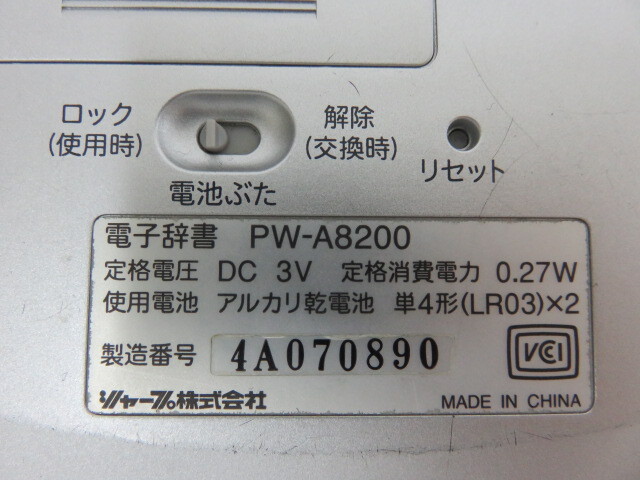 ロック
(使用時)
解除
(交換時)
リセット
電池ぶた
電子辞書 PW-A8200
定格電圧 DC 3V 定格消費電力 0.27W
使用電池 アルカリ乾電池 単4形(LR03)×2
製造番号 4A070890
VCCI
シャープ株式会社
MADE IN CHINA